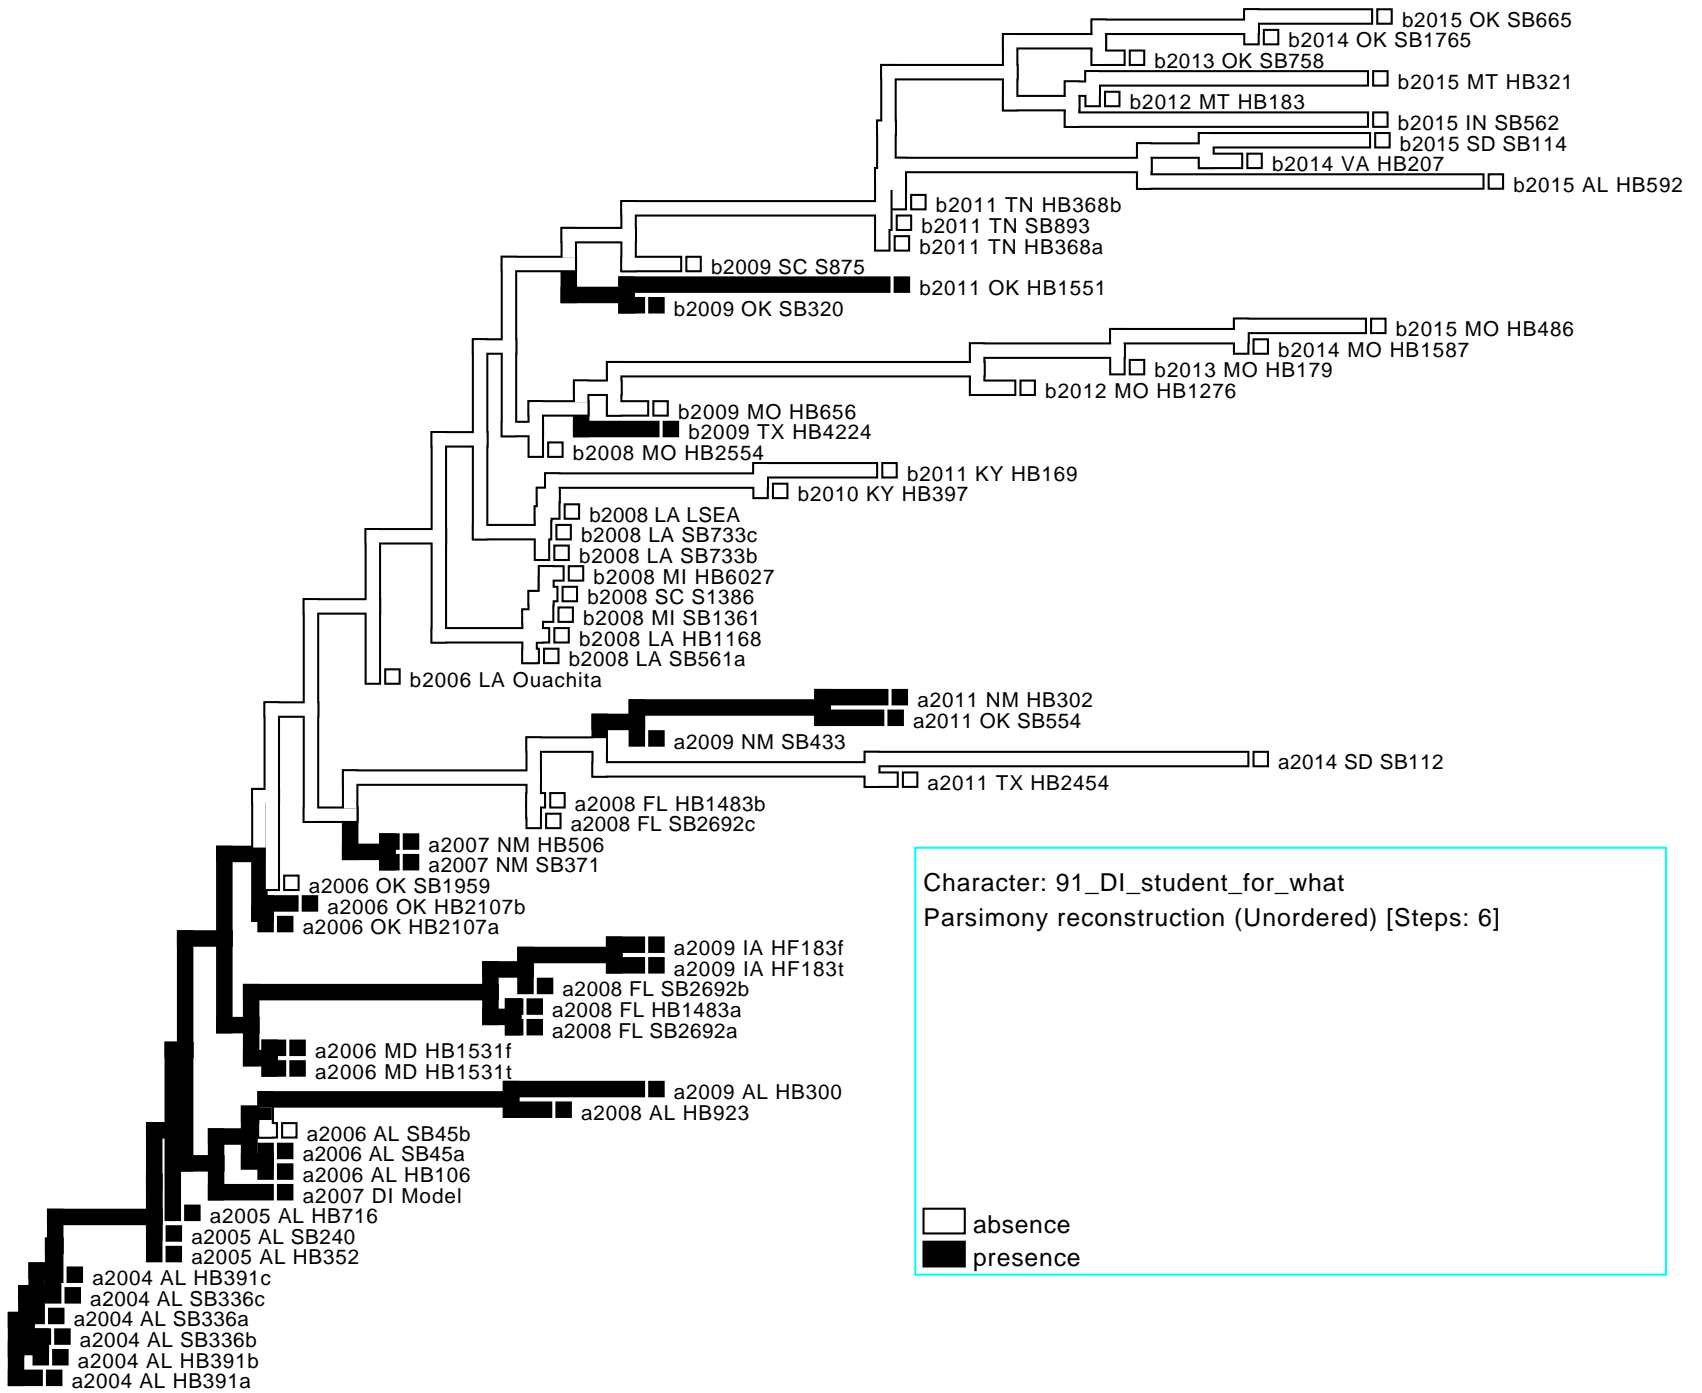 b2015 OK SB665
b2014 OK SB1765
b2013 OK SB758
b2015 MT HB321
b2012 MT HB183
b2015 IN SB562
b2015 SD SB114
b2014 VA HB207
b2015 AL HB592
b2011 TN HB368b
b2011 TN SB893
b2011 TN HB368a
b2009 SC S875
b2011 OK HB1551
b2009 OK SB320
b2015 MO HB486
b2014 MO HB1587
b2013 MO HB179
b2012 MO HB1276
b2009 MO HB656
b2009 TX HB4224
b2008 MO HB2554
b2011 KY HB169
b2010 KY HB397
b2008 LA LSEA
b2008 LA SB733c
b2008 LA SB733b
b2008 MI HB6027
b2008 SC S1386
b2008 MI SB1361
b2008 LA HB1168
b2008 LA SB561a
b2006 LA Ouachita
a2011 NM HB302
a2011 OK SB554
a2009 NM SB433
a2014 SD SB112
a2011 TX HB2454
a2008 FL HB1483b
a2008 FL SB2692c
a2007 NM HB506
a2007 NM SB371
a2006 OK SB1959
a2006 OK HB2107b
a2006 OK HB2107a
a2009 IA HF183f
a2009 IA HF183t
a2008 FL SB2692b
a2008 FL HB1483a
a2008 FL SB2692a
a2006 MD HB1531f
a2006 MD HB1531t
a2009 AL HB300
a2008 AL HB923
a2006 AL SB45b
a2006 AL SB45a
a2006 AL HB106
a2007 DI Model
a2005 AL HB716
a2005 AL SB240
a2005 AL HB352
a2004 AL HB391c
a2004 AL SB336c
a2004 AL SB336a
a2004 AL SB336b
a2004 AL HB391b
a2004 AL HB391a
Character: 91_DI_student_for_what
Parsimony reconstruction (Unordered) [Steps: 6]
absence
presence